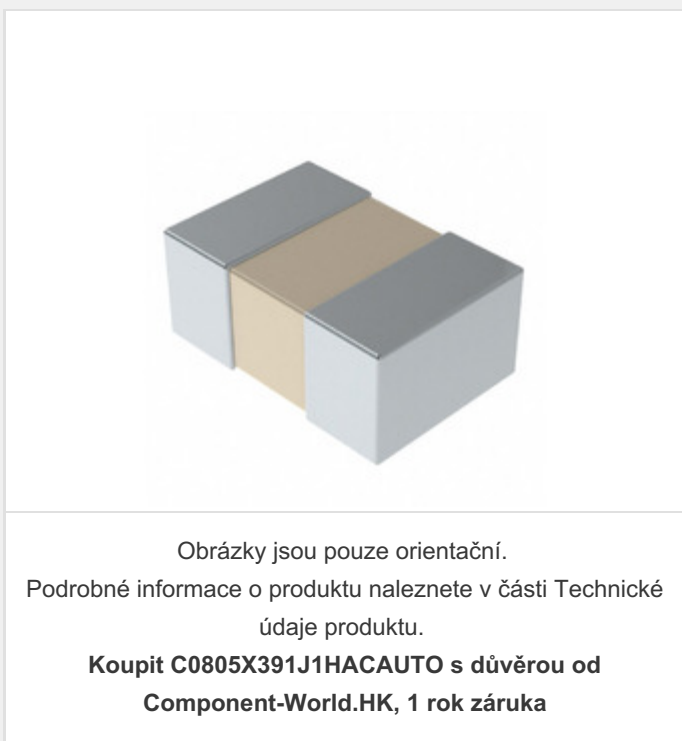 Obrázky jsou pouze orientační.
Podrobné informace o produktu naleznete v části Technické
údaje produktu.
Koupit C0805X391J1HACAUTO s důvěrou od
Component-World.HK, 1 rok záruka